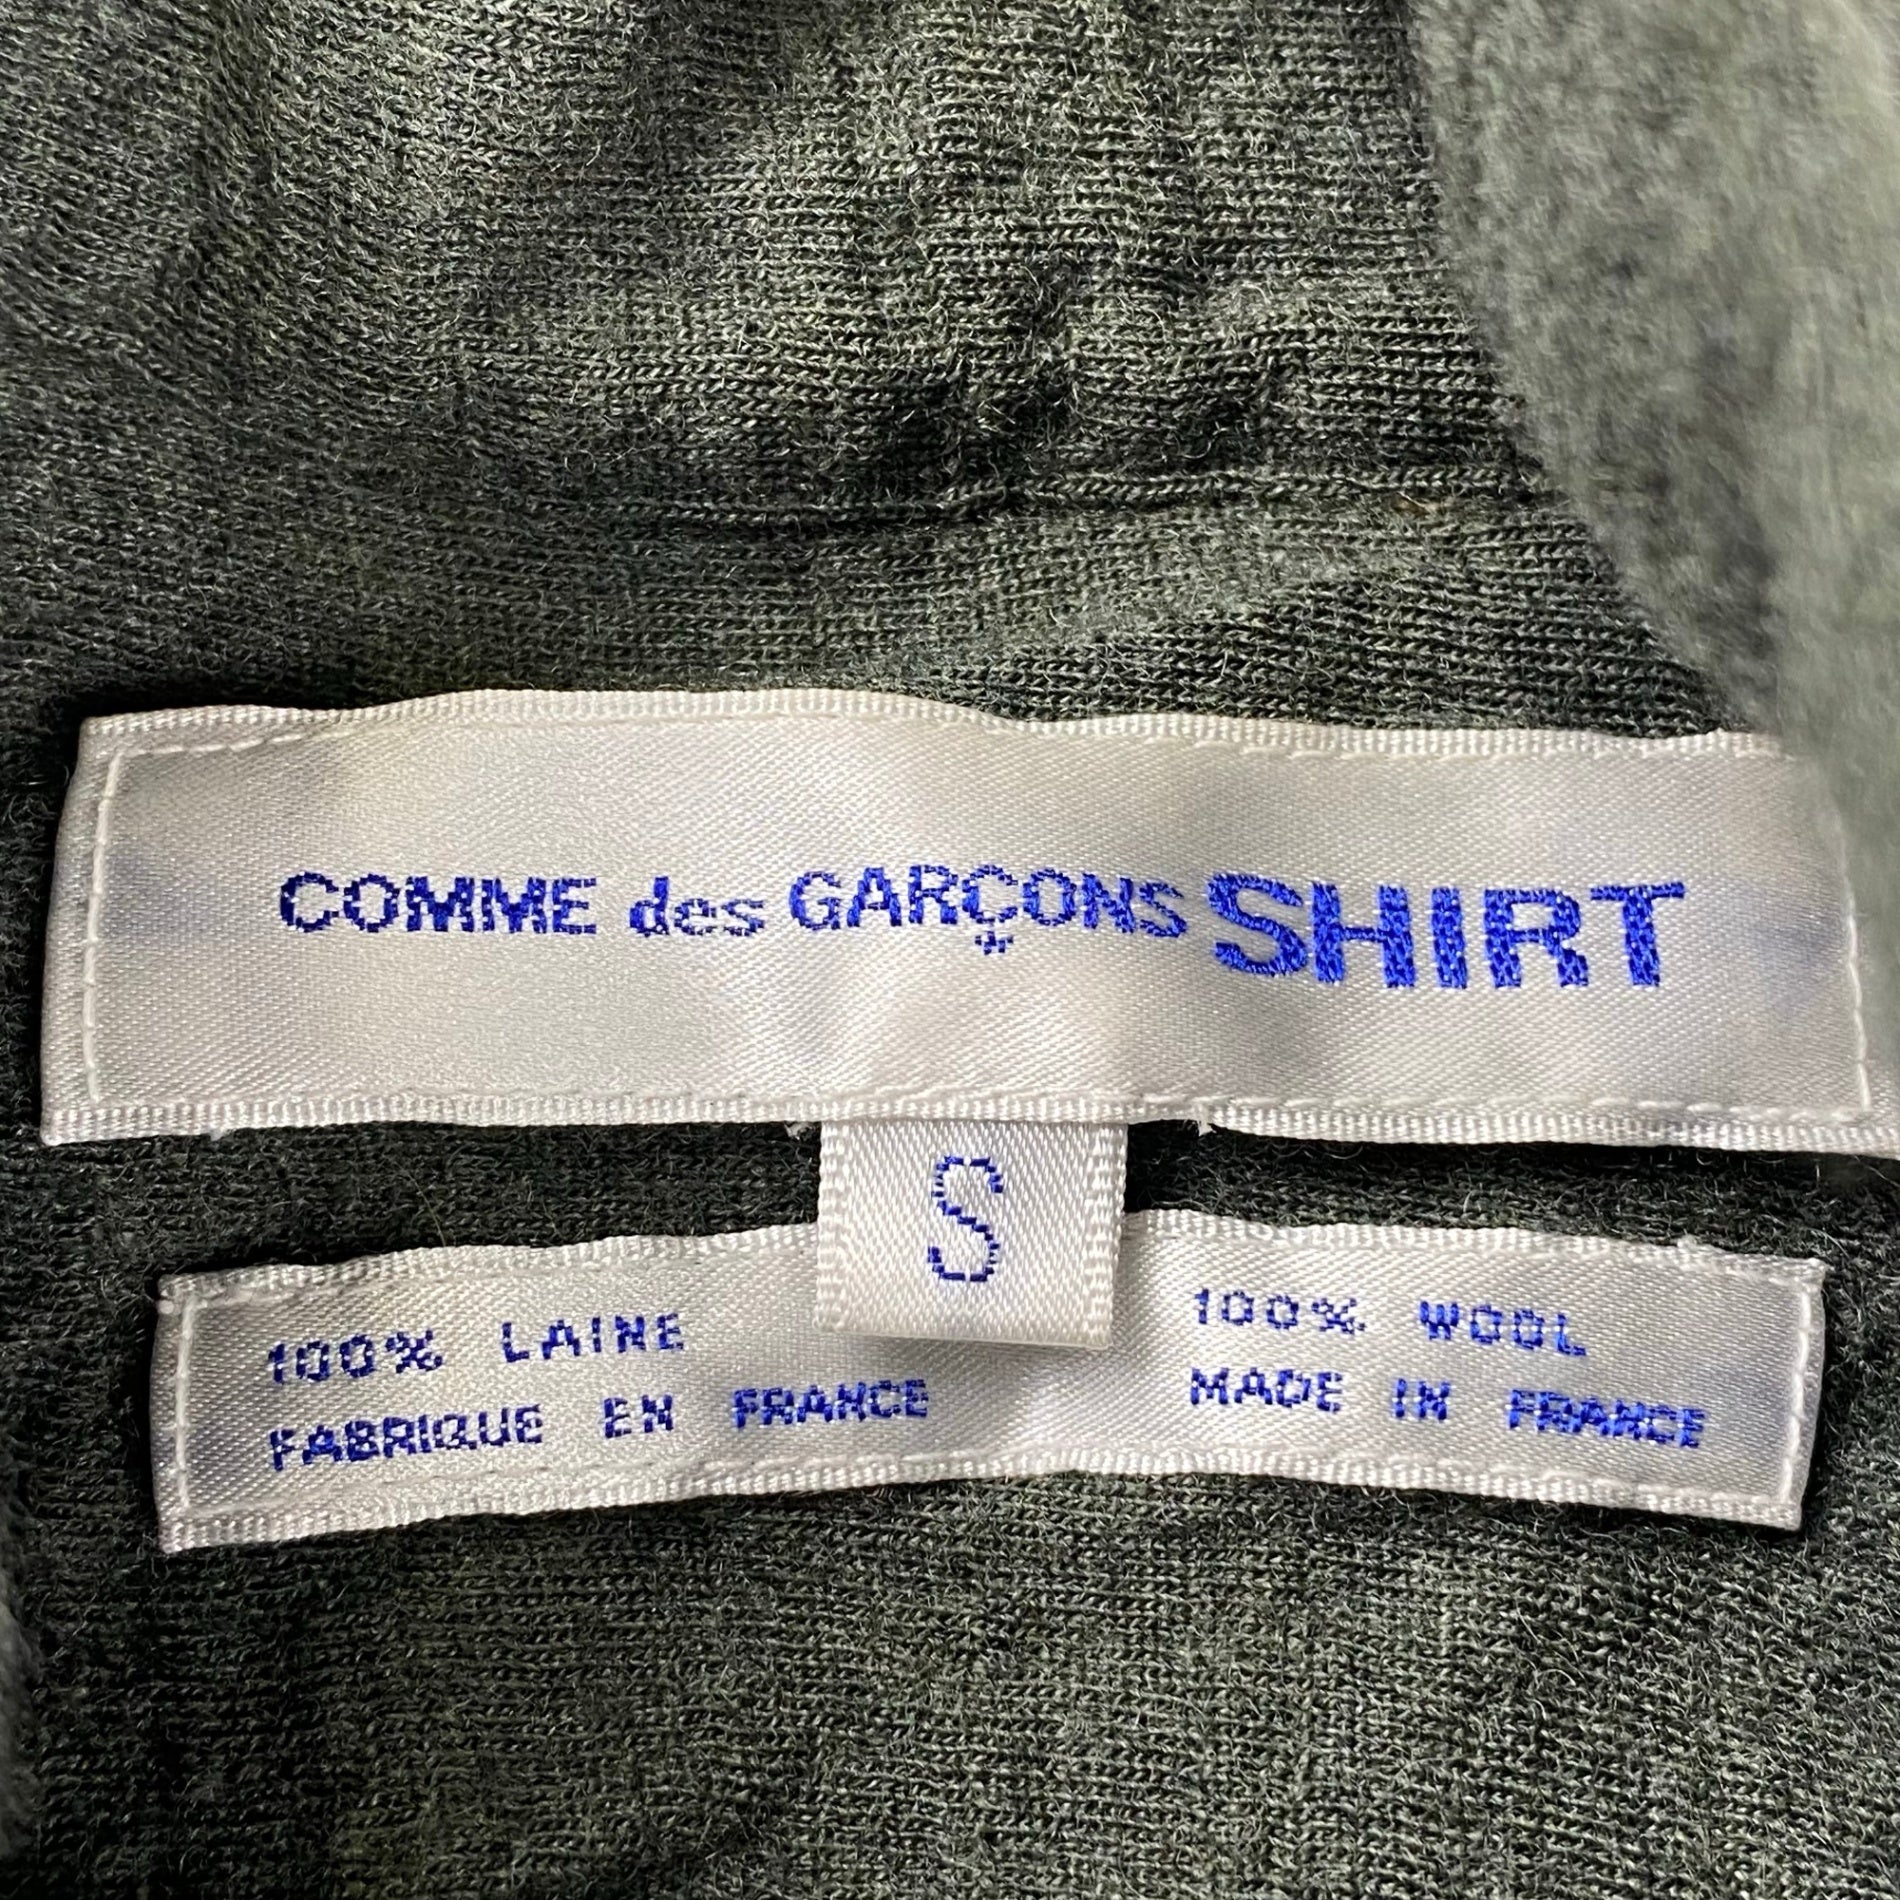 COMME des GARÇONS SHIRT
S
100% LAINE
FABRIQUE EN FRANCE
100% WOOL
MADE IN FRANCE